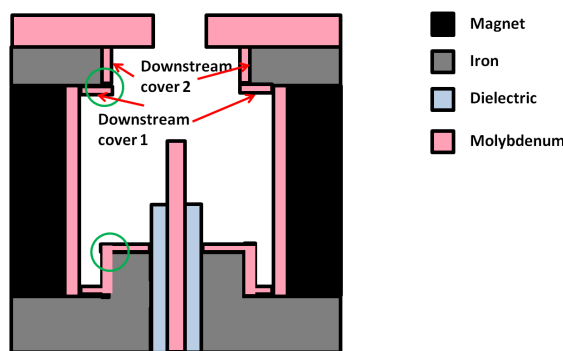 Downstream
cover 2
Downstream
cover 1
Magnet
Iron
Dielectric
Molybdenum